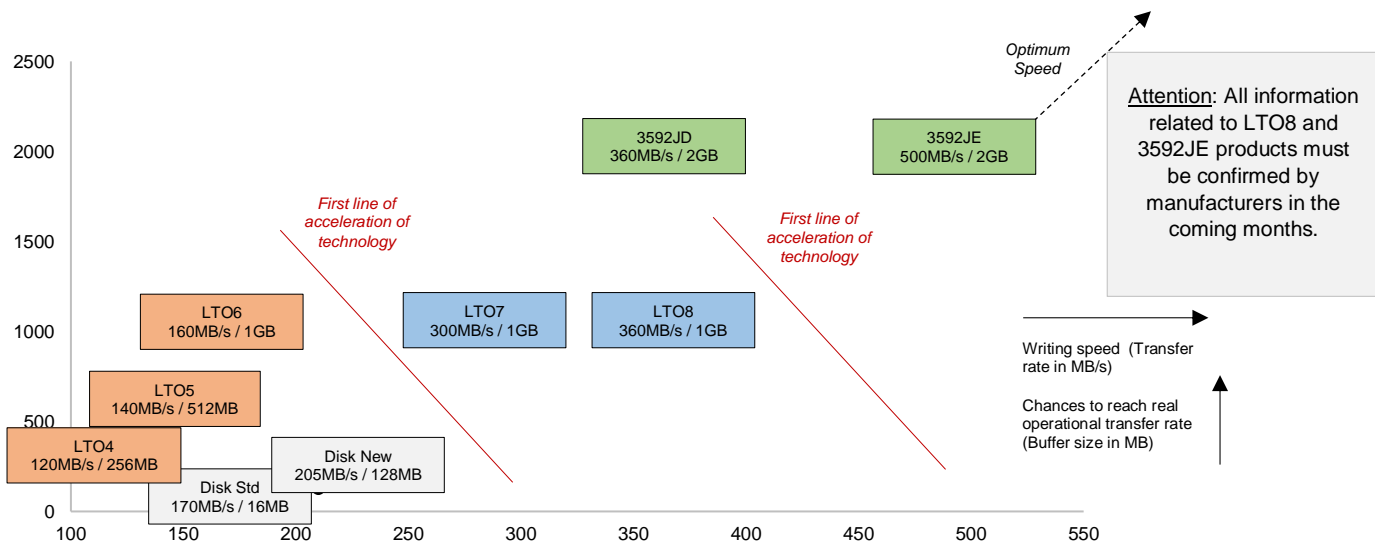 2500
2000
1500
1000
500
0
100
150
200
250
300
350
400
450
500
550
Optimum
Speed
3592JD
360MB/s / 2GB
3592JE
500MB/s / 2GB
First line of
acceleration of
technology
First line of
acceleration of
technology
LTO6
160MB/s / 1GB
LTO7
300MB/s / 1GB
LTO8
360MB/s / 1GB
LTO5
140MB/s / 512MB
LTO4
120MB/s / 256MB
Disk New
205MB/s / 128MB
Disk Std
170MB/s / 16MB
Attention: All information
related to LTO8 and
3592JE products must
be confirmed by
manufacturers in the
coming months.
Writing speed (Transfer
rate in MB/s)
Chances to reach real
operational transfer rate
(Buffer size in MB)